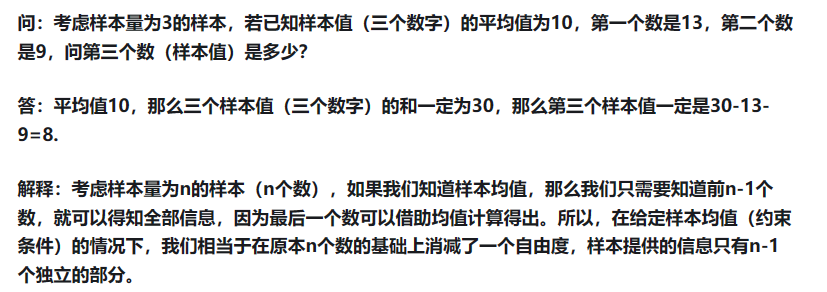 问：考虑样本量为3的样本，若已知样本值（三个数字）的平均值为10，第一个数是13，第二个数
是9，问第三个数（样本值）是多少？
答：平均值10，那么三个样本值（三个数字）的和一定为30，那么第三个样本值一定是30-13-
9=8.
解释：考虑样本量为n的样本（n个数），如果我们知道样本均值，那么我们只需要知道前n-1个
数，就可以得知全部信息，因为最后一个数可以借助均值计算得出。所以，在给定样本均值（约束
条件）的情况下，我们相当于在原本n个数的基础上消减了一个自由度，样本提供的信息只有n-1
个独立的部分。